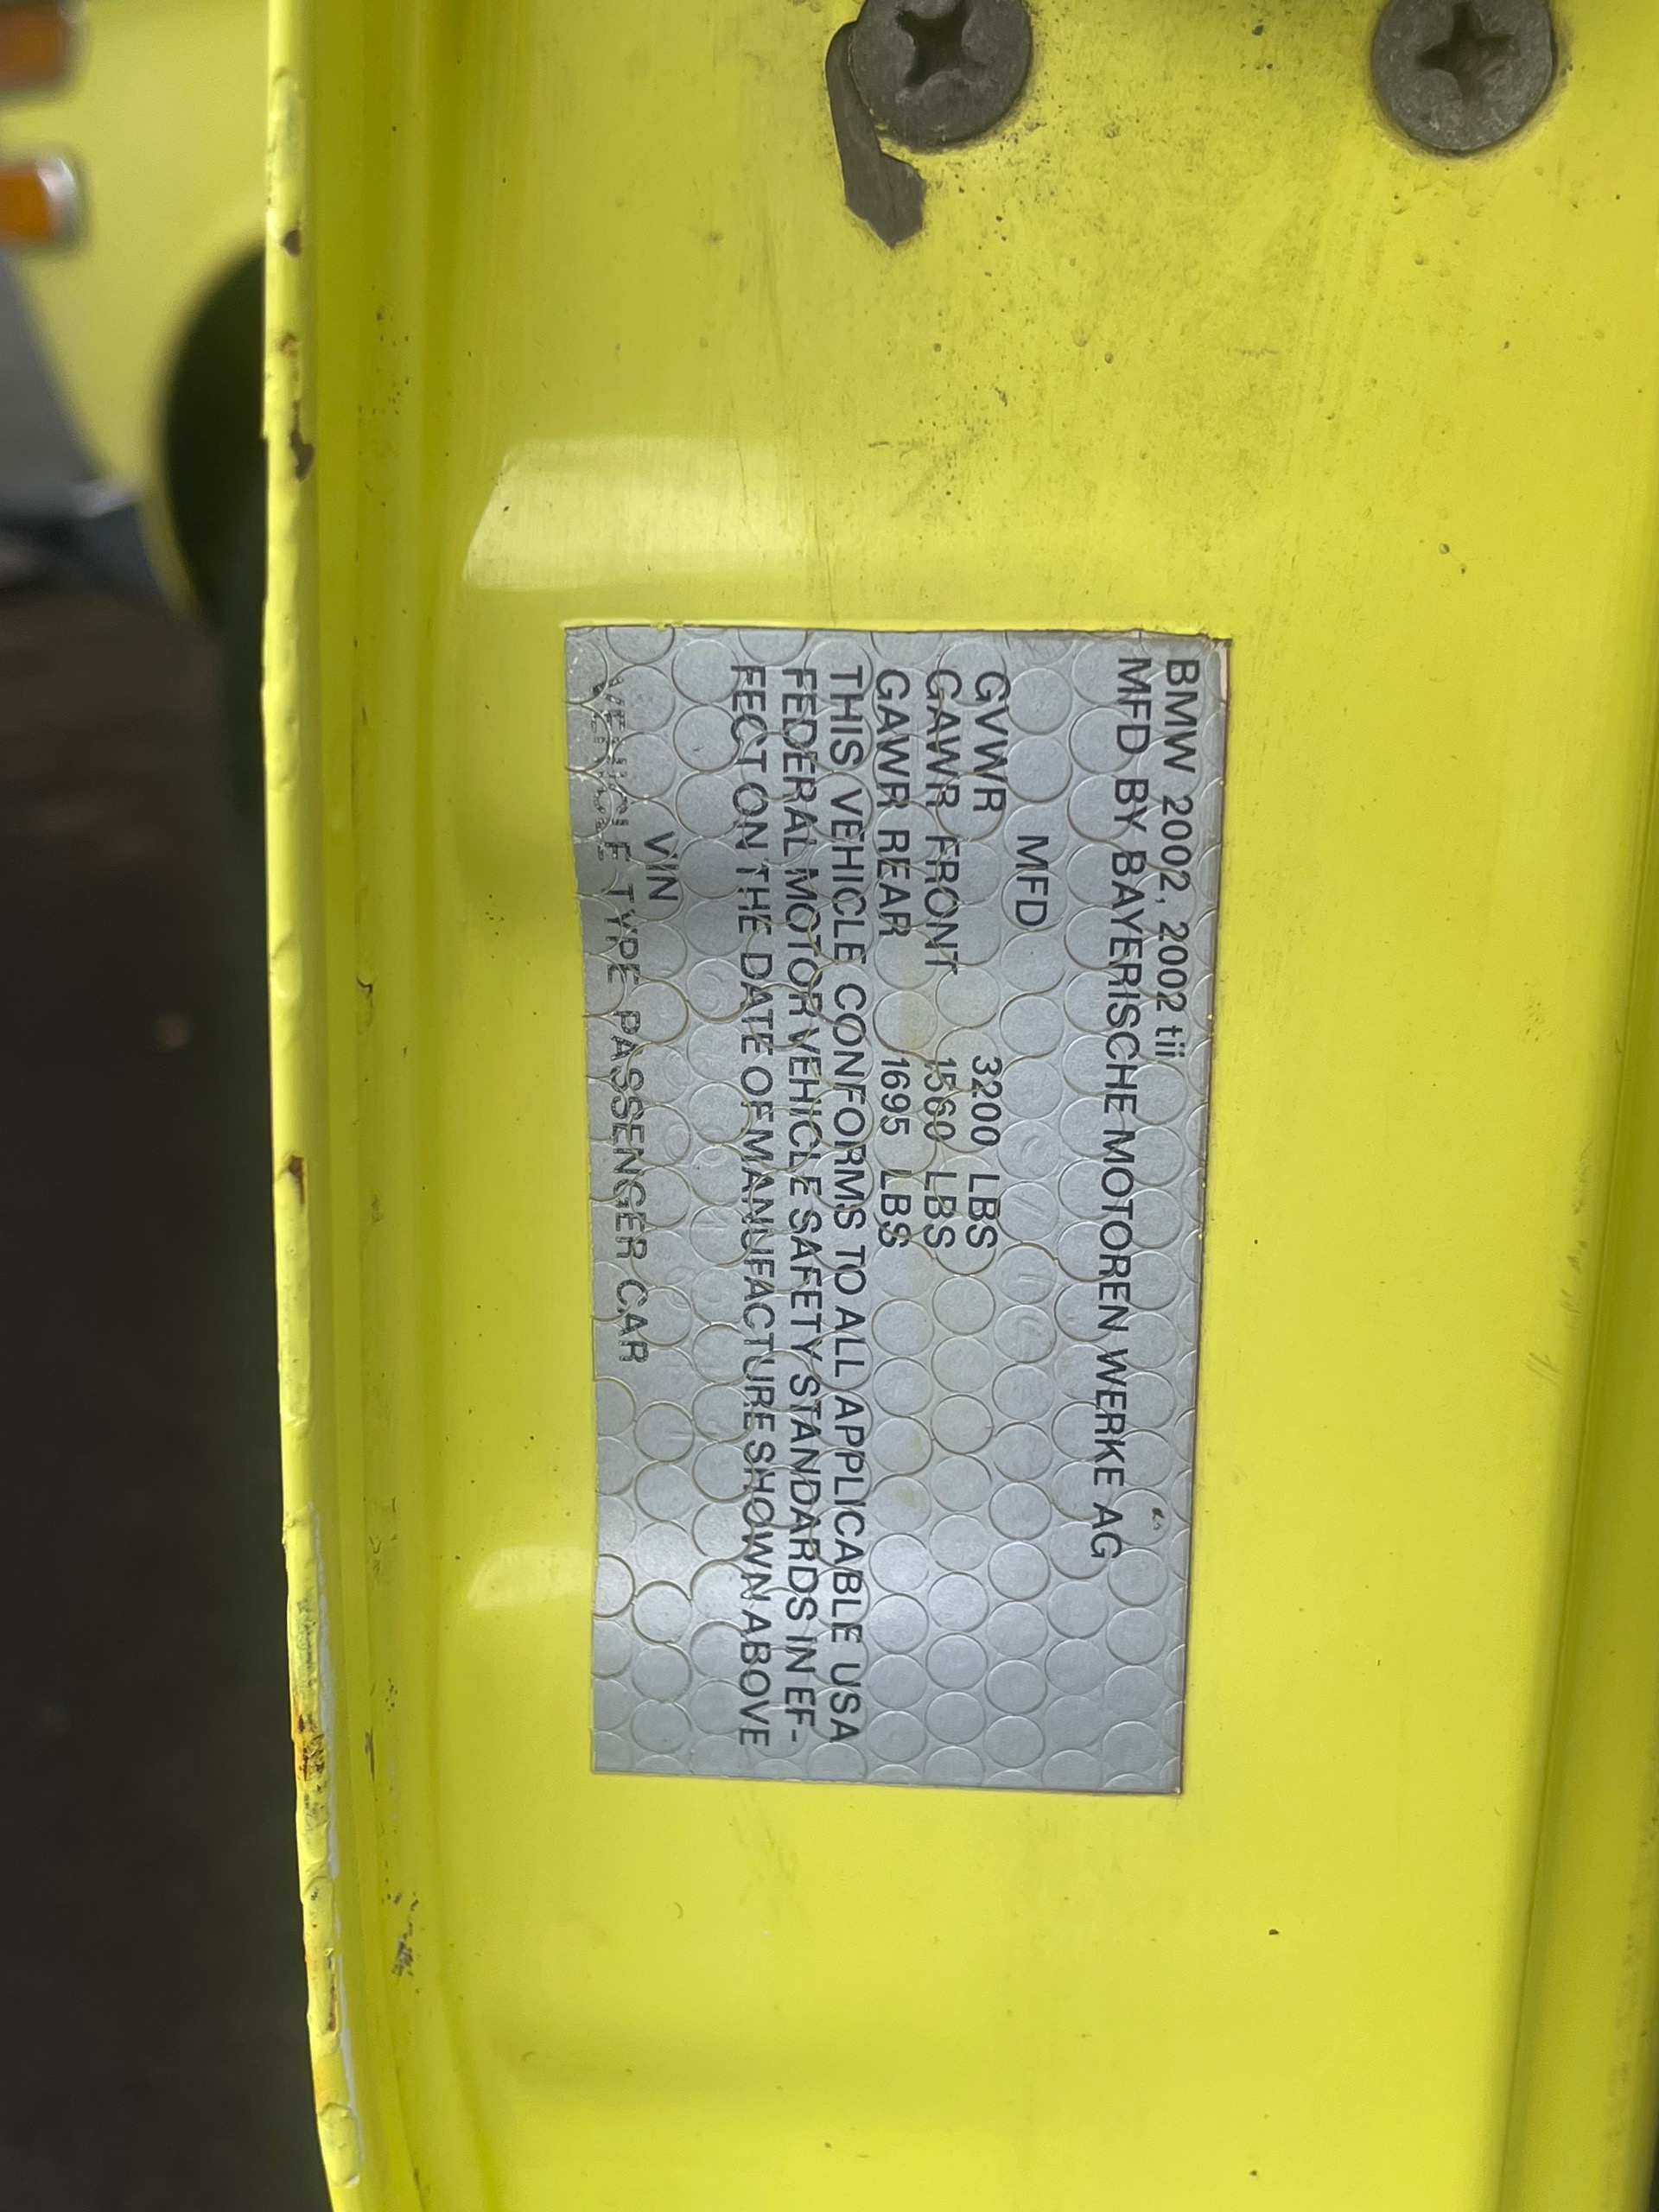 BMW 2002, 2002 tii
MFD BY BAYERISCHE MOTOREN WERKE AG
MFD
GVWR 3200 LBS
GAWR FRONT 1560 LBS
GAWR REAR 1695 LBS
THIS VEHICLE CONFORMS TO ALL APPLICABLE USA
FEDERAL MOTOR VEHICLE SAFETY STANDARDS IN EF-
FECT ON THE DATE OF MANUFACTURE SHOWN ABOVE
VIN
VEHICLE TYPE PASSENGER CAR